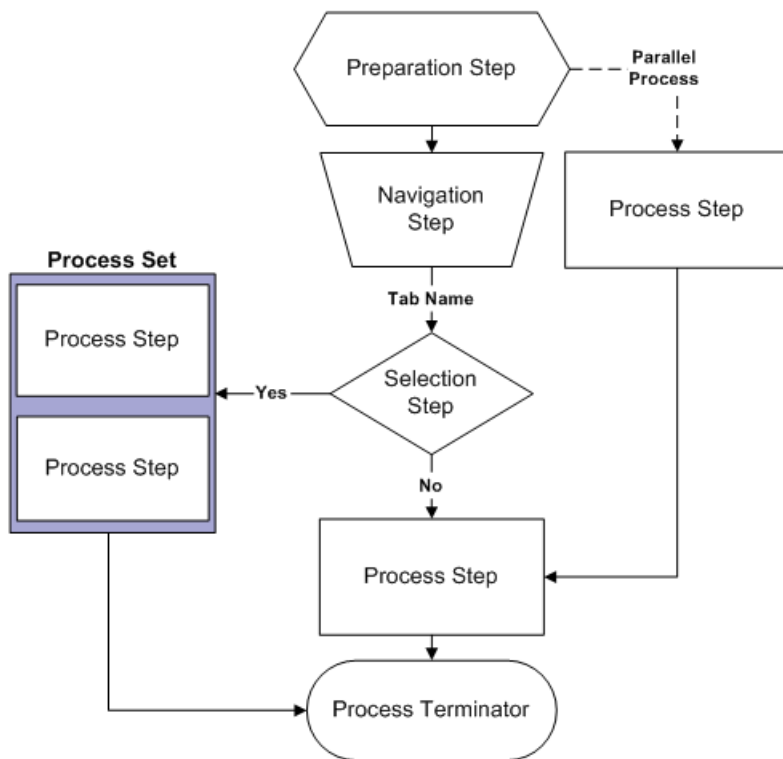 Preparation Step
Parallel
Process
Navigation
Step
Process Step
Process Set
Tab Name
Process Step
Selection
Step
Yes
Process Step
No
Process Step
Process Terminator